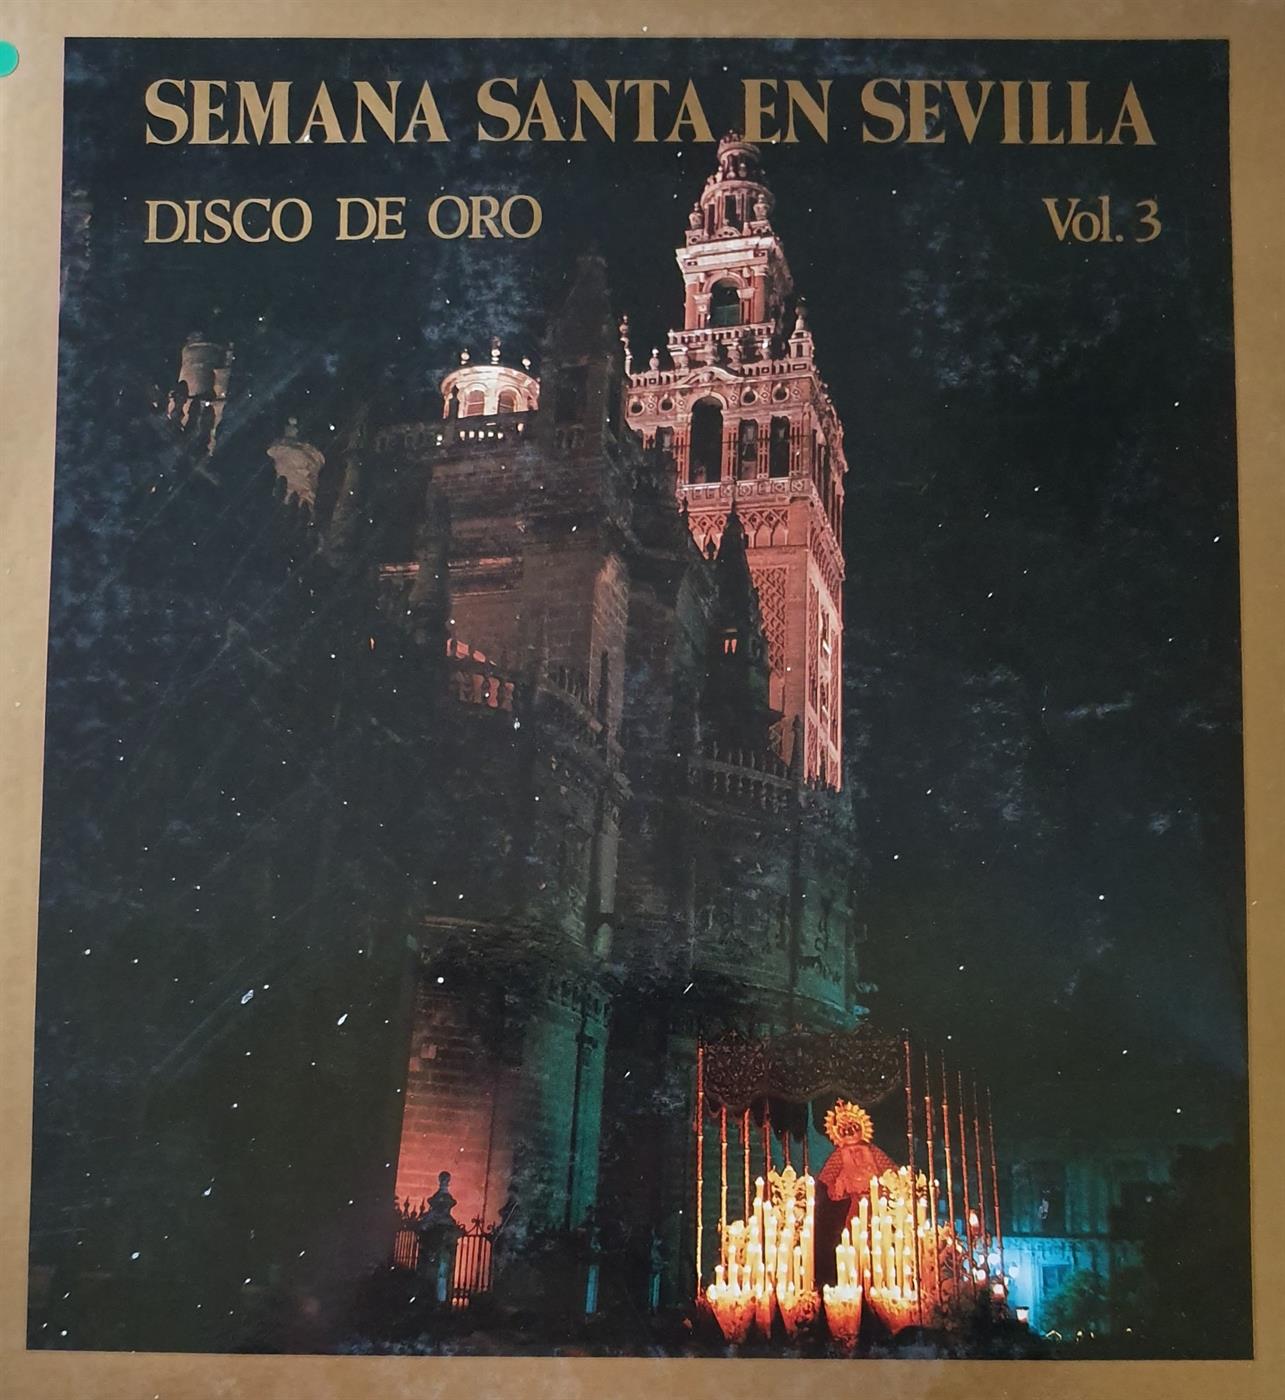 SEMANA SANTA EN SEVILLA
DISCO DE ORO
Vol. 3